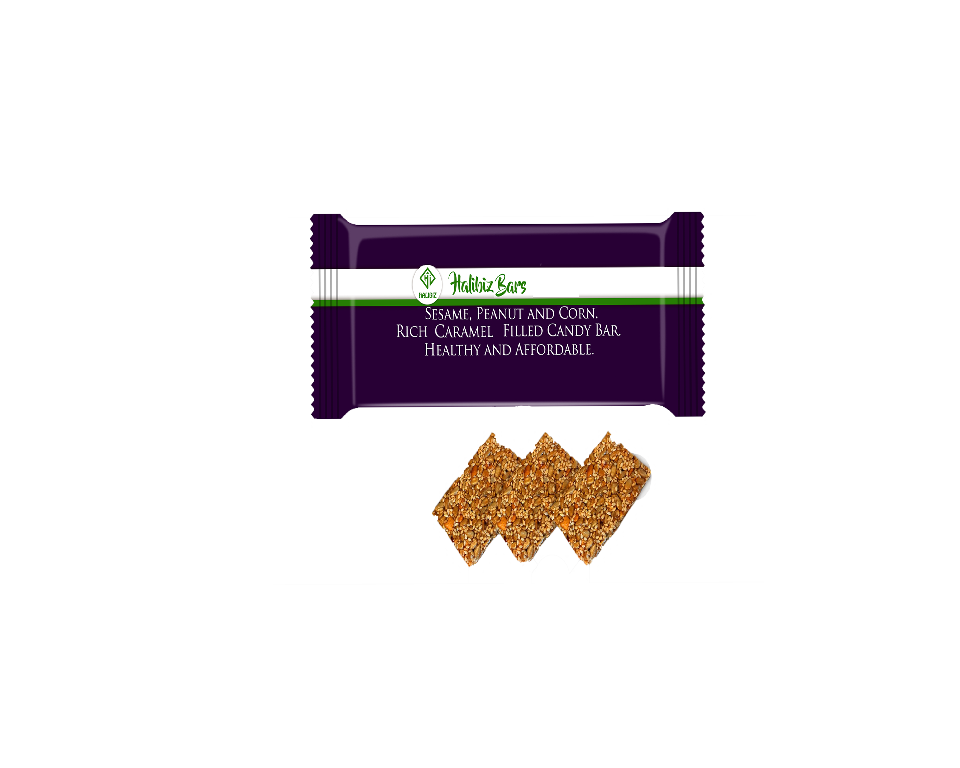 HALIBIZ
Halibiz Bars
SESAME, PEANUT AND CORN.
RICH CARAMEL FILLED CANDY BAR.
HEALTHY AND AFFORDABLE.